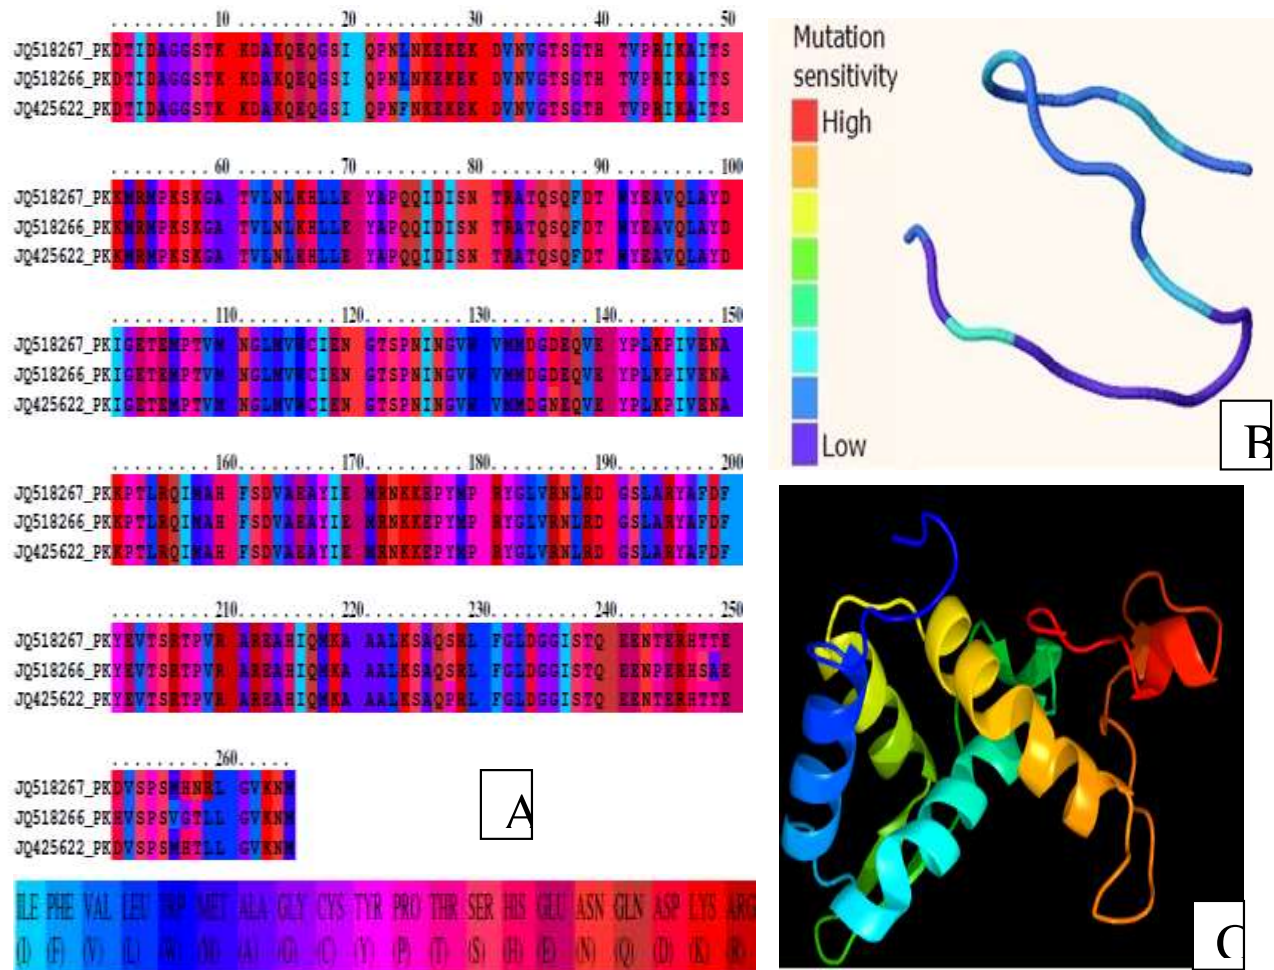 10 20 30 40 50
JQ518267_PKDTIDAGGSTK KDAKQEQGSI QPNLNKEKEK DVNVGTSGTH TVPRIKAITS
JQ518266_PKDTIDAGGSTK KDAKQEQGSI QPNLNKEKEK DVNVGTSGTH TVPRIKAITS
JQ425622_PKDTIDAGGSTK KDAKQEQGSI QPNFNKEKEK DVNVGTSGTH TVPRIKAITS
60 70 80 90 100
JQ518267_PKKMRMPKSKGA TVLNLKHLLE YAPQQIDISN TRATQSQFDT WYEAVQLAYD
JQ518266_PKKMRMPKSKGA TVLNLKHLLE YAPQQIDISN TRATQSQFDT WYEAVQLAYD
JQ425622_PKKMRMPKSKGA TVLNLKHLLE YAPQQIDISN TRATQSQFDT WYEAVQLAYD
110 120 130 140 150
JQ518267_PKIGETEMPTVM NGLMVWCIEN GTSPNINGVW VMMDGDEQVE YPLKPIVENA
JQ518266_PKIGETEMPTVM NGLMVWCIEN GTSPNINGVW VMMDGDEQVE YPLKPIVENA
JQ425622_PKIGETEMPTVM NGLMVWCIEN GTSPNINGVW VMMDGNEQVE YPLKPIVENA
160 170 180 190 200
JQ518267_PKKPTLRQIMAH FSDVAEAYIE MRNKKEPYMP RYGLVRNLRD GSLARYAFDF
JQ518266_PKKPTLRQIMAH FSDVAEAYIE MRNKKEPYMP RYGLVRNLRD GSLARYAFDF
JQ425622_PKKPTLRQIMAH FSDVAEAYIE MRNKKEPYMP RYGLVRNLRD GSLARYAFDF
210 220 230 240 250
JQ518267_PKYEVTSRTPVR AREAHIQMKA AALKSAQSRL FGLDGGISTQ EENTERHTTE
JQ518266_PKYEVTSRTPVR AREAHIQMKA AALKSAQSRL FGLDGGISTQ EENPERHSAE
JQ425622_PKYEVTSRTPVR AREAHIQMKA AALKSAQPRL FGLDGGISTQ EENTERHTTE
260
JQ518267_PKDVSPSMHNRL GVKNM
JQ518266_PKHVSPSVGTLL GVKNM
JQ425622_PKDVSPSMHTLL GVKNM
A
ILE PHE VAL LEU TRP MET ALA GLY CYS TYR PRO THR SER HIS GLU ASN GLN ASP LYS ARG
(I) (F) (V) (L) (W) (M) (A) (G) (C) (Y) (P) (T) (S) (H) (E) (N) (Q) (D) (K) (R)
Mutation
sensitivity
High
Low
B
C